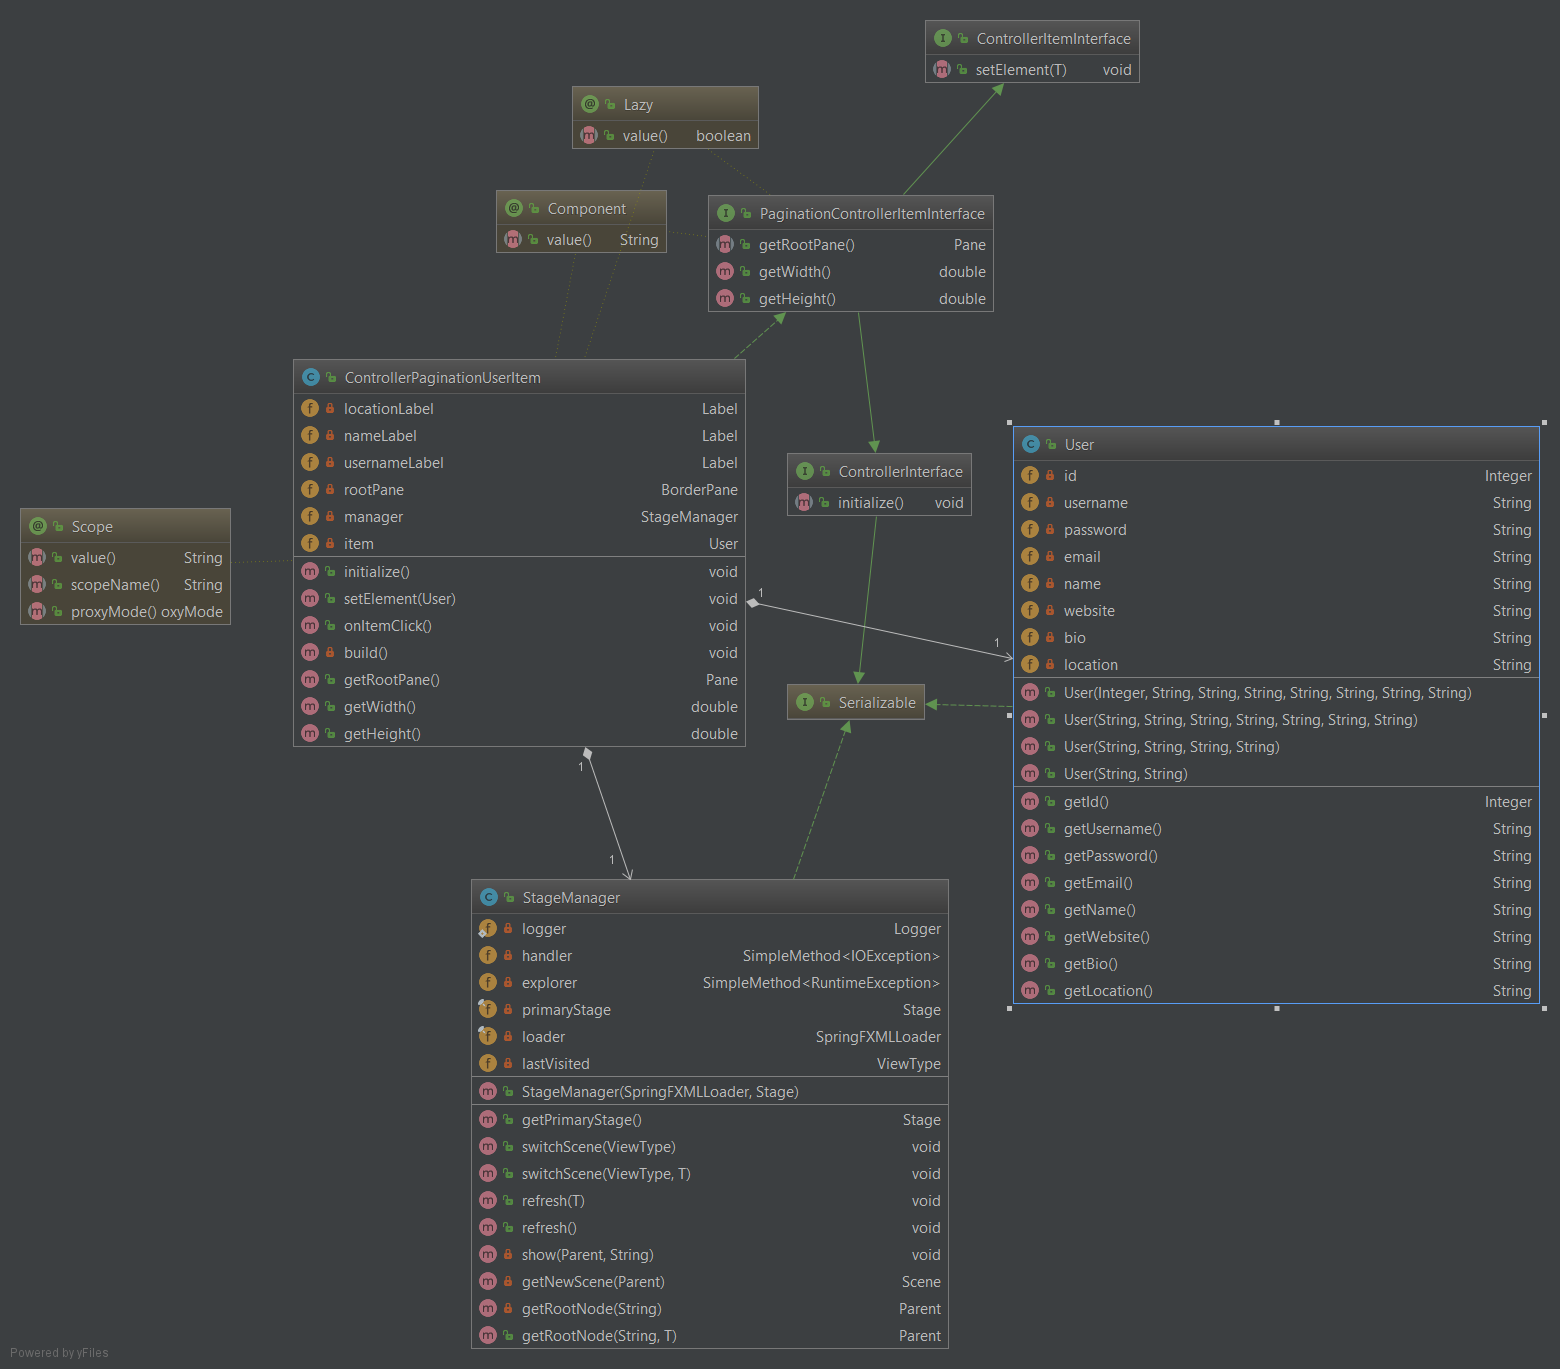 ControllerItemInterface
setElement(T) void
Lazy
value() boolean
Component
value() String
PaginationControllerItemInterface
getRootPane() Pane
getWidth() double
getHeight() double
ControllerPaginationUserItem
locationLabel Label
nameLabel Label
usernameLabel Label
rootPane BorderPane
manager StageManager
item User
initialize() void
setElement(User) void
onItemClick() void
build() void
getRootPane() Pane
getWidth() double
getHeight() double
ControllerInterface
initialize() void
Scope
value() String
scopeName() String
proxyMode() oxyMode
1
1
1
1
Serializable
User
id Integer
username String
password String
email String
name String
website String
bio String
location String
User(Integer, String, String, String, String, String, String, String)
User(String, String, String, String, String, String, String)
User(String, String, String, String)
User(String, String)
getId() Integer
getUsername() String
getPassword() String
getEmail() String
getName() String
getWebsite() String
getBio() String
getLocation() String
StageManager
logger Logger
handler SimpleMethod<IOException>
explorer SimpleMethod<RuntimeException>
primaryStage Stage
loader SpringFXMLLoader
lastVisited ViewType
StageManager(SpringFXMLLoader, Stage)
getPrimaryStage() Stage
switchScene(ViewType) void
switchScene(ViewType, T) void
refresh(T) void
refresh() void
show(Parent, String) void
getNewScene(Parent) Scene
getRootNode(String) Parent
getRootNode(String, T) Parent
Powered by yFiles